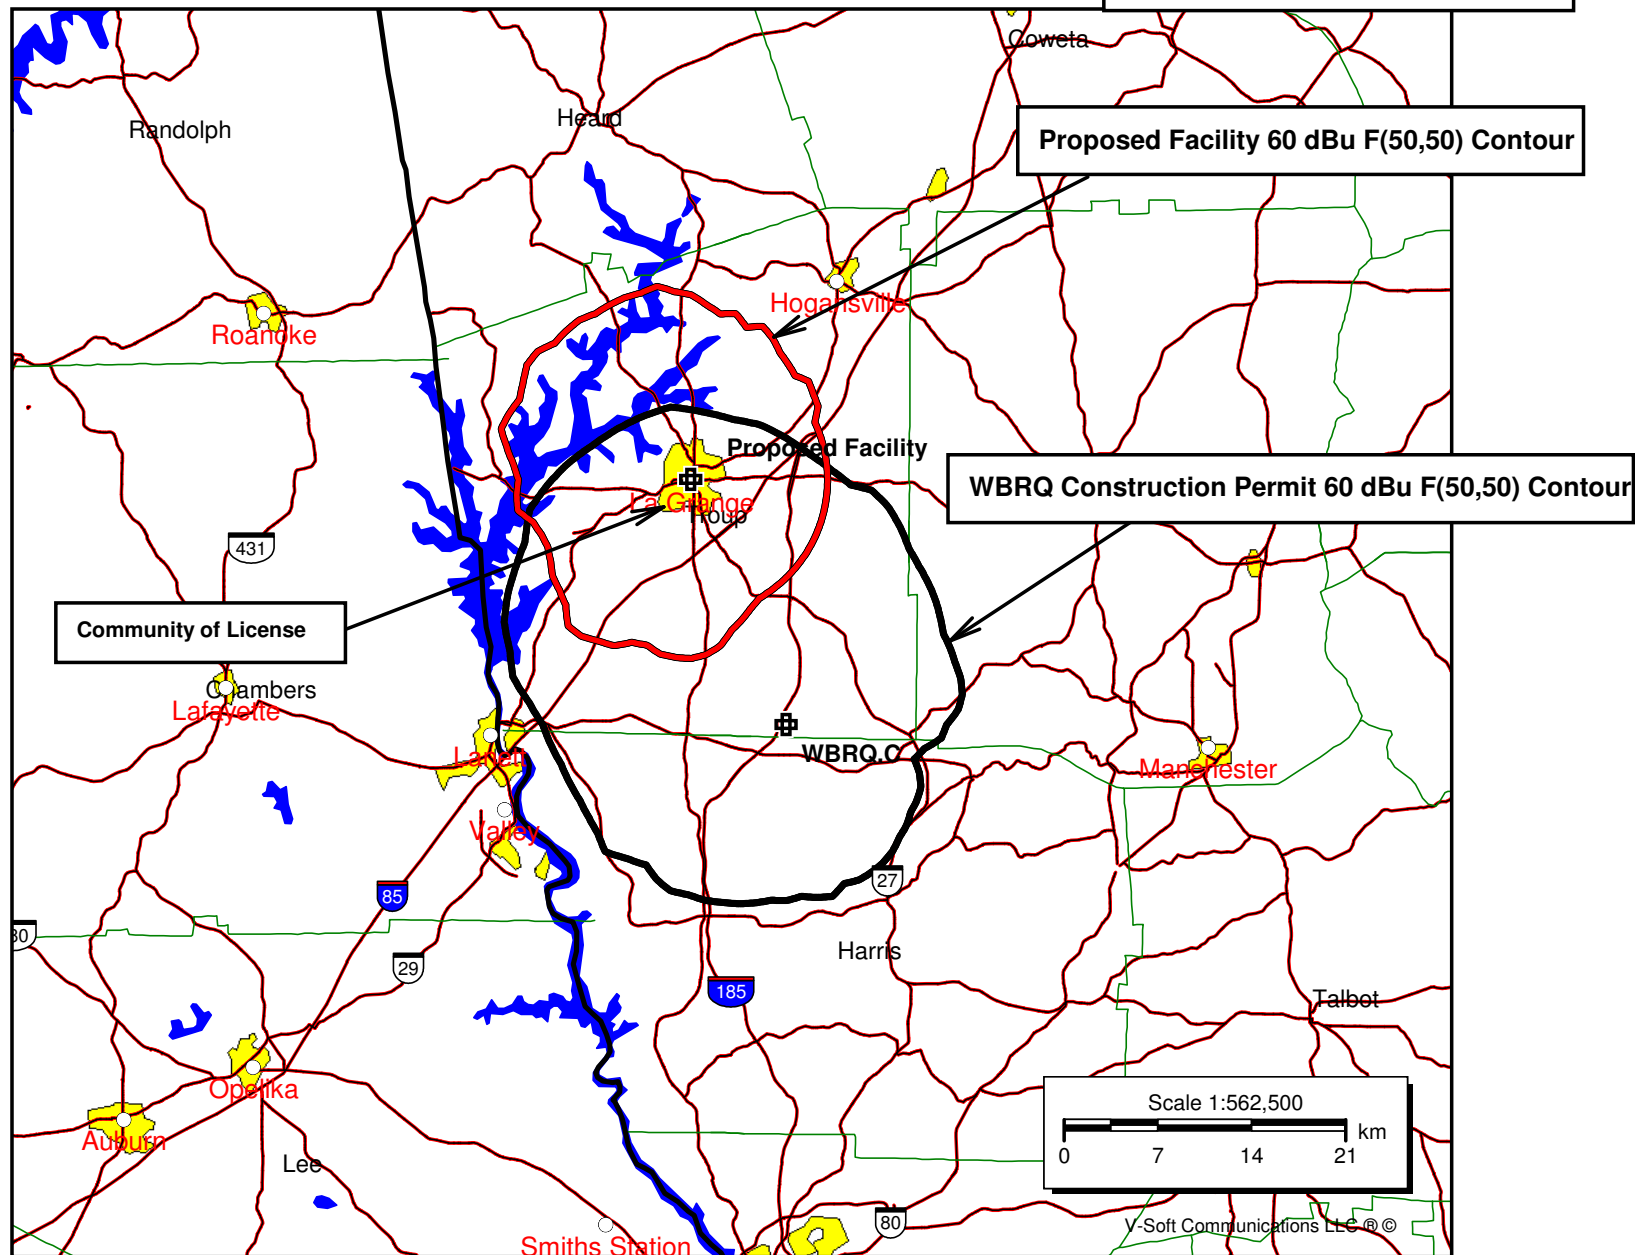 Coweta
Heard
Randolph
Proposed Facility 60 dBu F(50,50) Contour
Hogansville
Roanoke
Proposed Facility
WBRQ Construction Permit 60 dBu F(50,50) Contour
La Grange
Troup
431
Community of License
Chambers
Lafayette
WBRQ.C
Lanett
Manchester
Valley
27
85
30
Harris
29
185
Talbot
Opelika
Scale 1:562,500
km
0 7 14 21
Auburn
Lee
80
V-Soft Communications LLC ® ©
Smiths Station